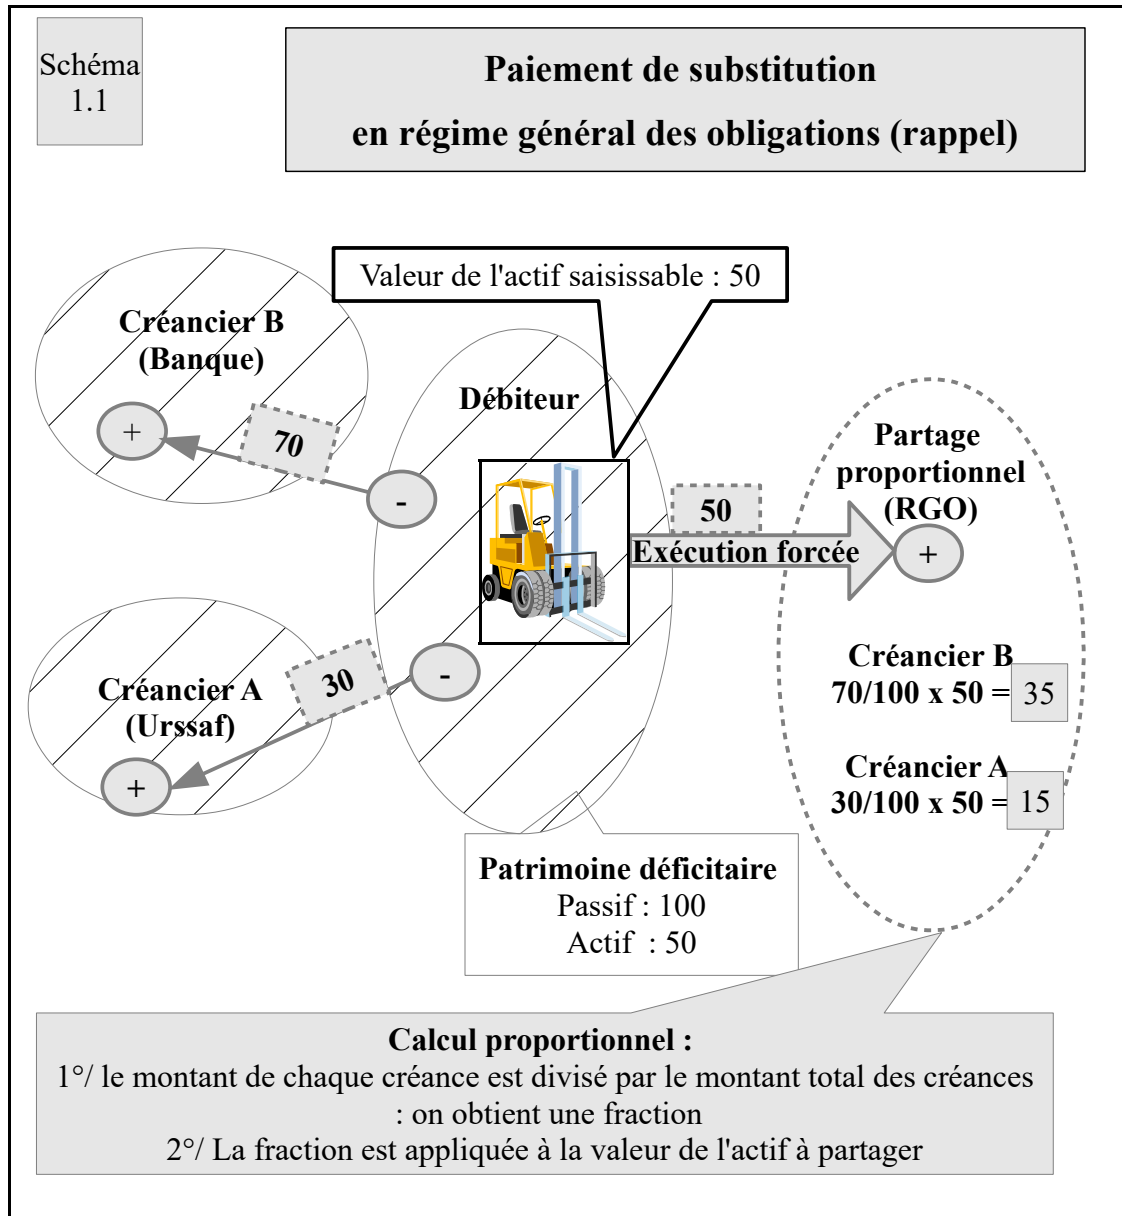 Schéma
1.1
Paiement de substitution
en régime général des obligations (rappel)
Valeur de l'actif saisissable : 50
Créancier B
(Banque)
+
70
-
Débiteur
50
Exécution forcée
Partage
proportionnel
(RGO)
+
Créancier A
(Urssaf)
+
30
-
Créancier B
70/100 x 50 = 35
Créancier A
30/100 x 50 = 15
Patrimoine déficitaire
Passif : 100
Actif : 50
Calcul proportionnel :
1°/ le montant de chaque créance est divisé par le montant total des créances
: on obtient une fraction
2°/ La fraction est appliquée à la valeur de l'actif à partager